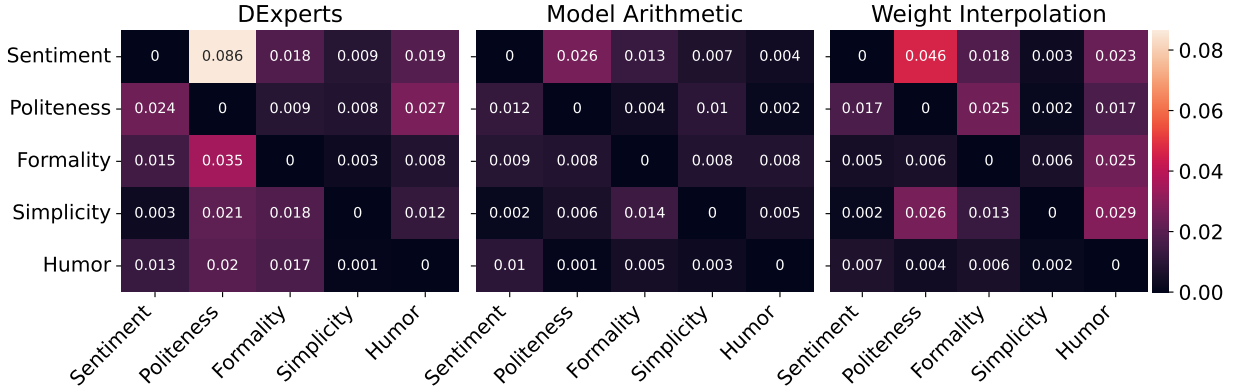 DExperts Model Arithmetic Weight Interpolation
Sentiment 0 0.086 0.018 0.009 0.019 0 0.026 0.013 0.007 0.004 0 0.046 0.018 0.003 0.023 0.08
Politeness 0.024 0 0.009 0.008 0.027 0.012 0 0.004 0.01 0.002 0.017 0 0.025 0.002 0.017 0.06
Formality 0.015 0.035 0 0.003 0.008 0.009 0.008 0 0.008 0.008 0.005 0.006 0 0.006 0.025 0.04
Simplicity 0.003 0.021 0.018 0 0.012 0.002 0.006 0.014 0 0.005 0.002 0.026 0.013 0 0.029 0.02
Humor 0.013 0.02 0.017 0.001 0 0.01 0.001 0.005 0.003 0 0.007 0.004 0.006 0.002 0 0.00
Sentiment Politeness Formality Simplicity Humor Sentiment Politeness Formality Simplicity Humor Sentiment Politeness Formality Simplicity Humor